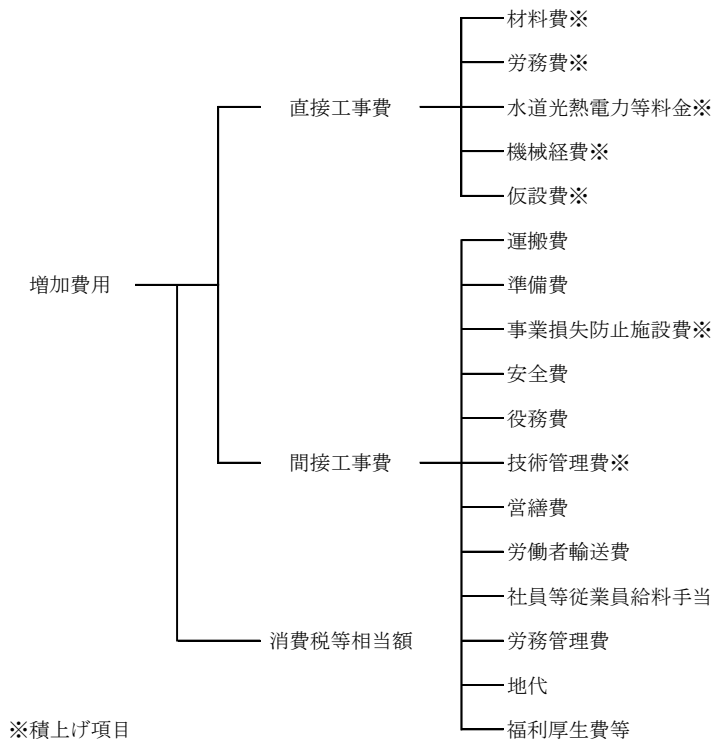 材料費※
労務費※
直接工事費
水道光熱電力等料金※
機械経費※
仮設費※
運搬費
増加費用
準備費
事業損失防止施設費※
安全費
役務費
間接工事費
技術管理費※
営繕費
労働者輸送費
社員等従業員給料手当
消費税等相当額
労務管理費
地代
※積上げ項目
福利厚生費等